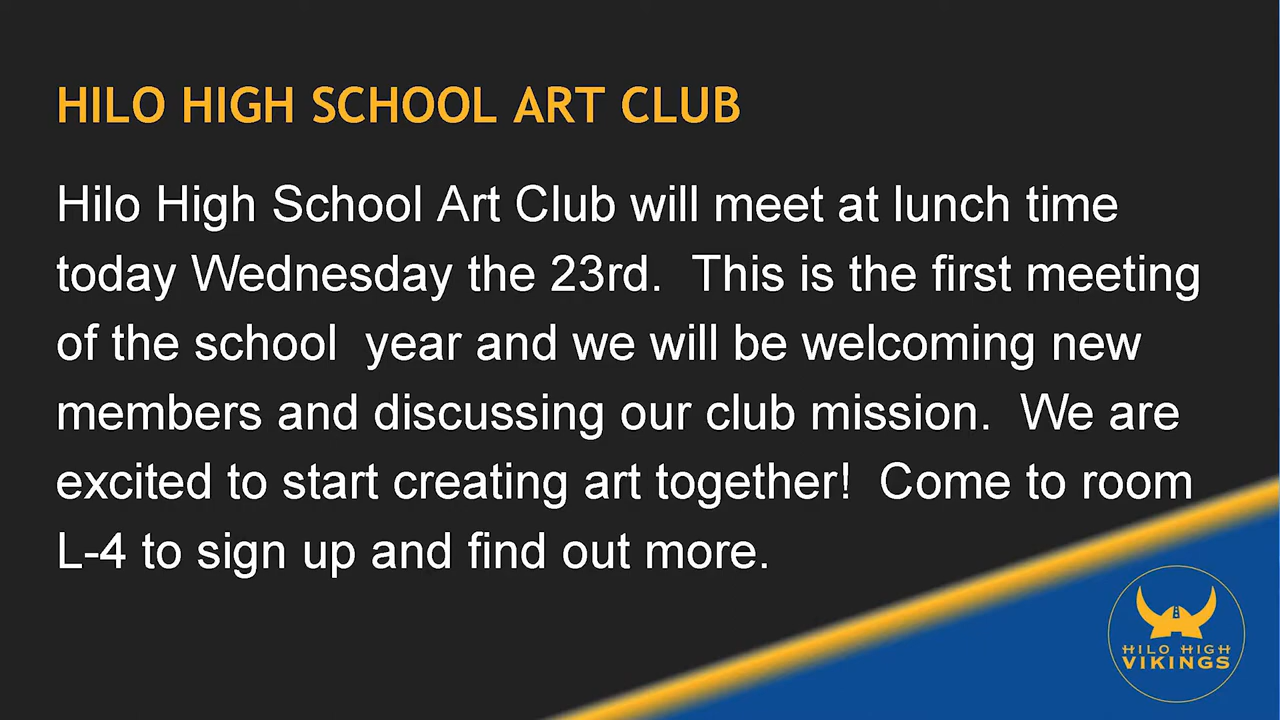 HILO HIGH SCHOOL ART CLUB
Hilo High School Art Club will meet at lunch time
today Wednesday the 23rd.  This is the first meeting
of the school  year and we will be welcoming new
members and discussing our club mission.  We are
excited to start creating art together!  Come to room
L-4 to sign up and find out more.
HILO HIGH
VIKINGS